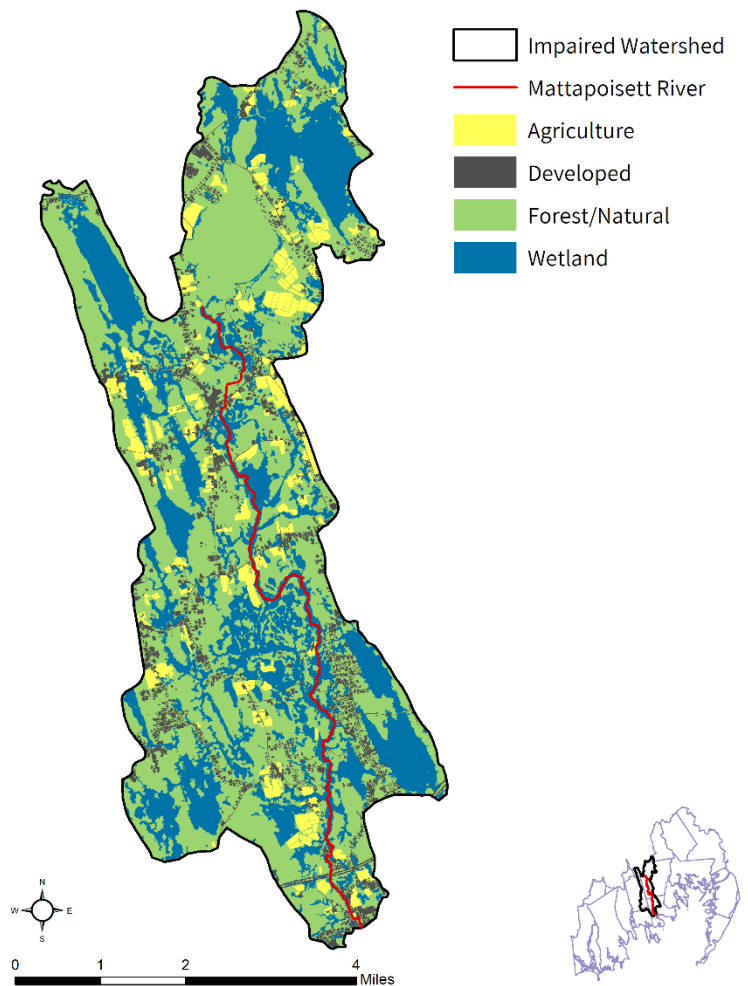 Impaired Watershed
Mattapoisett River
Agriculture
Developed
Forest/Natural
Wetland
N
W E
S
0 1 2 4
Miles